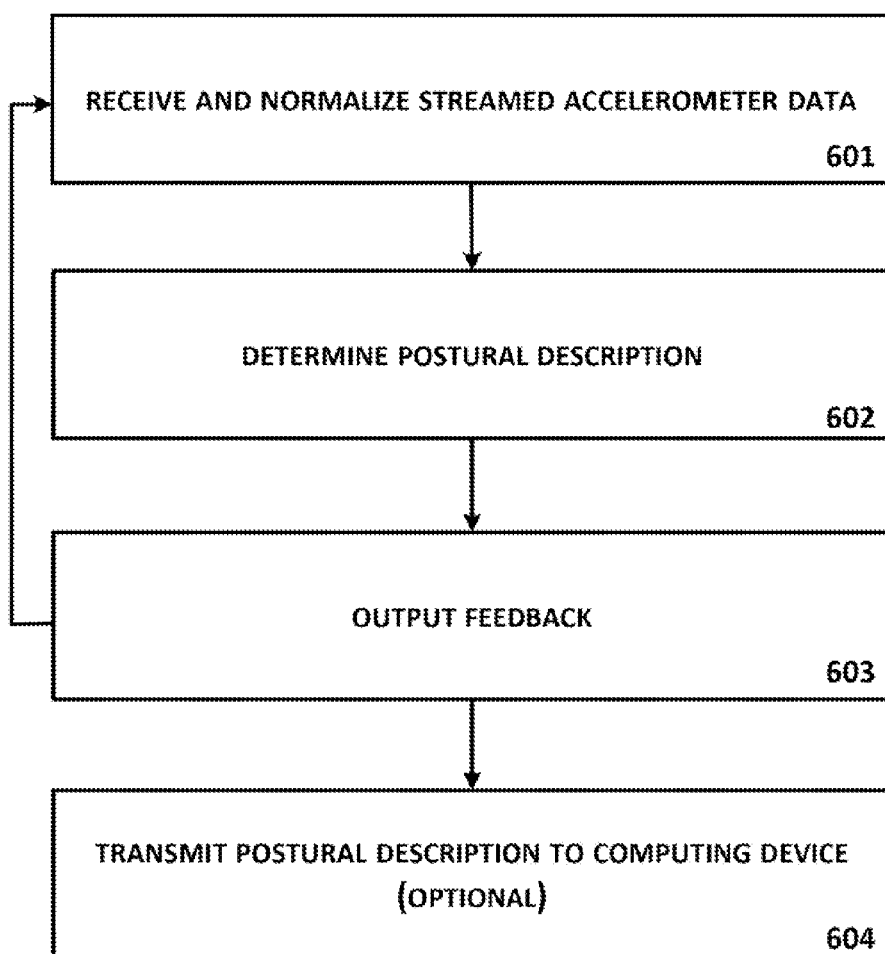 RECEIVE AND NORMALIZE STREAMED ACCELEROMETER DATA
601
DETERMINE POSTURAL DESCRIPTION
602
OUTPUT FEEDBACK
603
TRANSMIT POSTURAL DESCRIPTION TO COMPUTING DEVICE
(OPTIONAL)
604